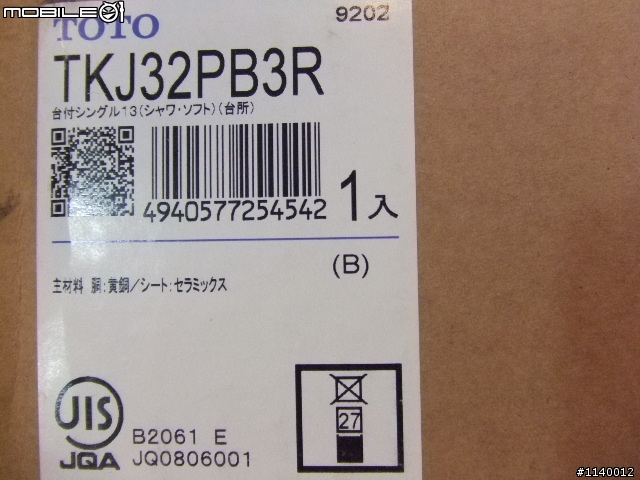 mobile01
9202
TOTO
TKJ32PB3R
台付シングル13(シャワ・ソフト)(台所)
4940577254542
1入
(B)
主材料 胴:黄銅/シート:セラミックス
JIS
JQA
B2061 E
JQ0806001
27
#1140012